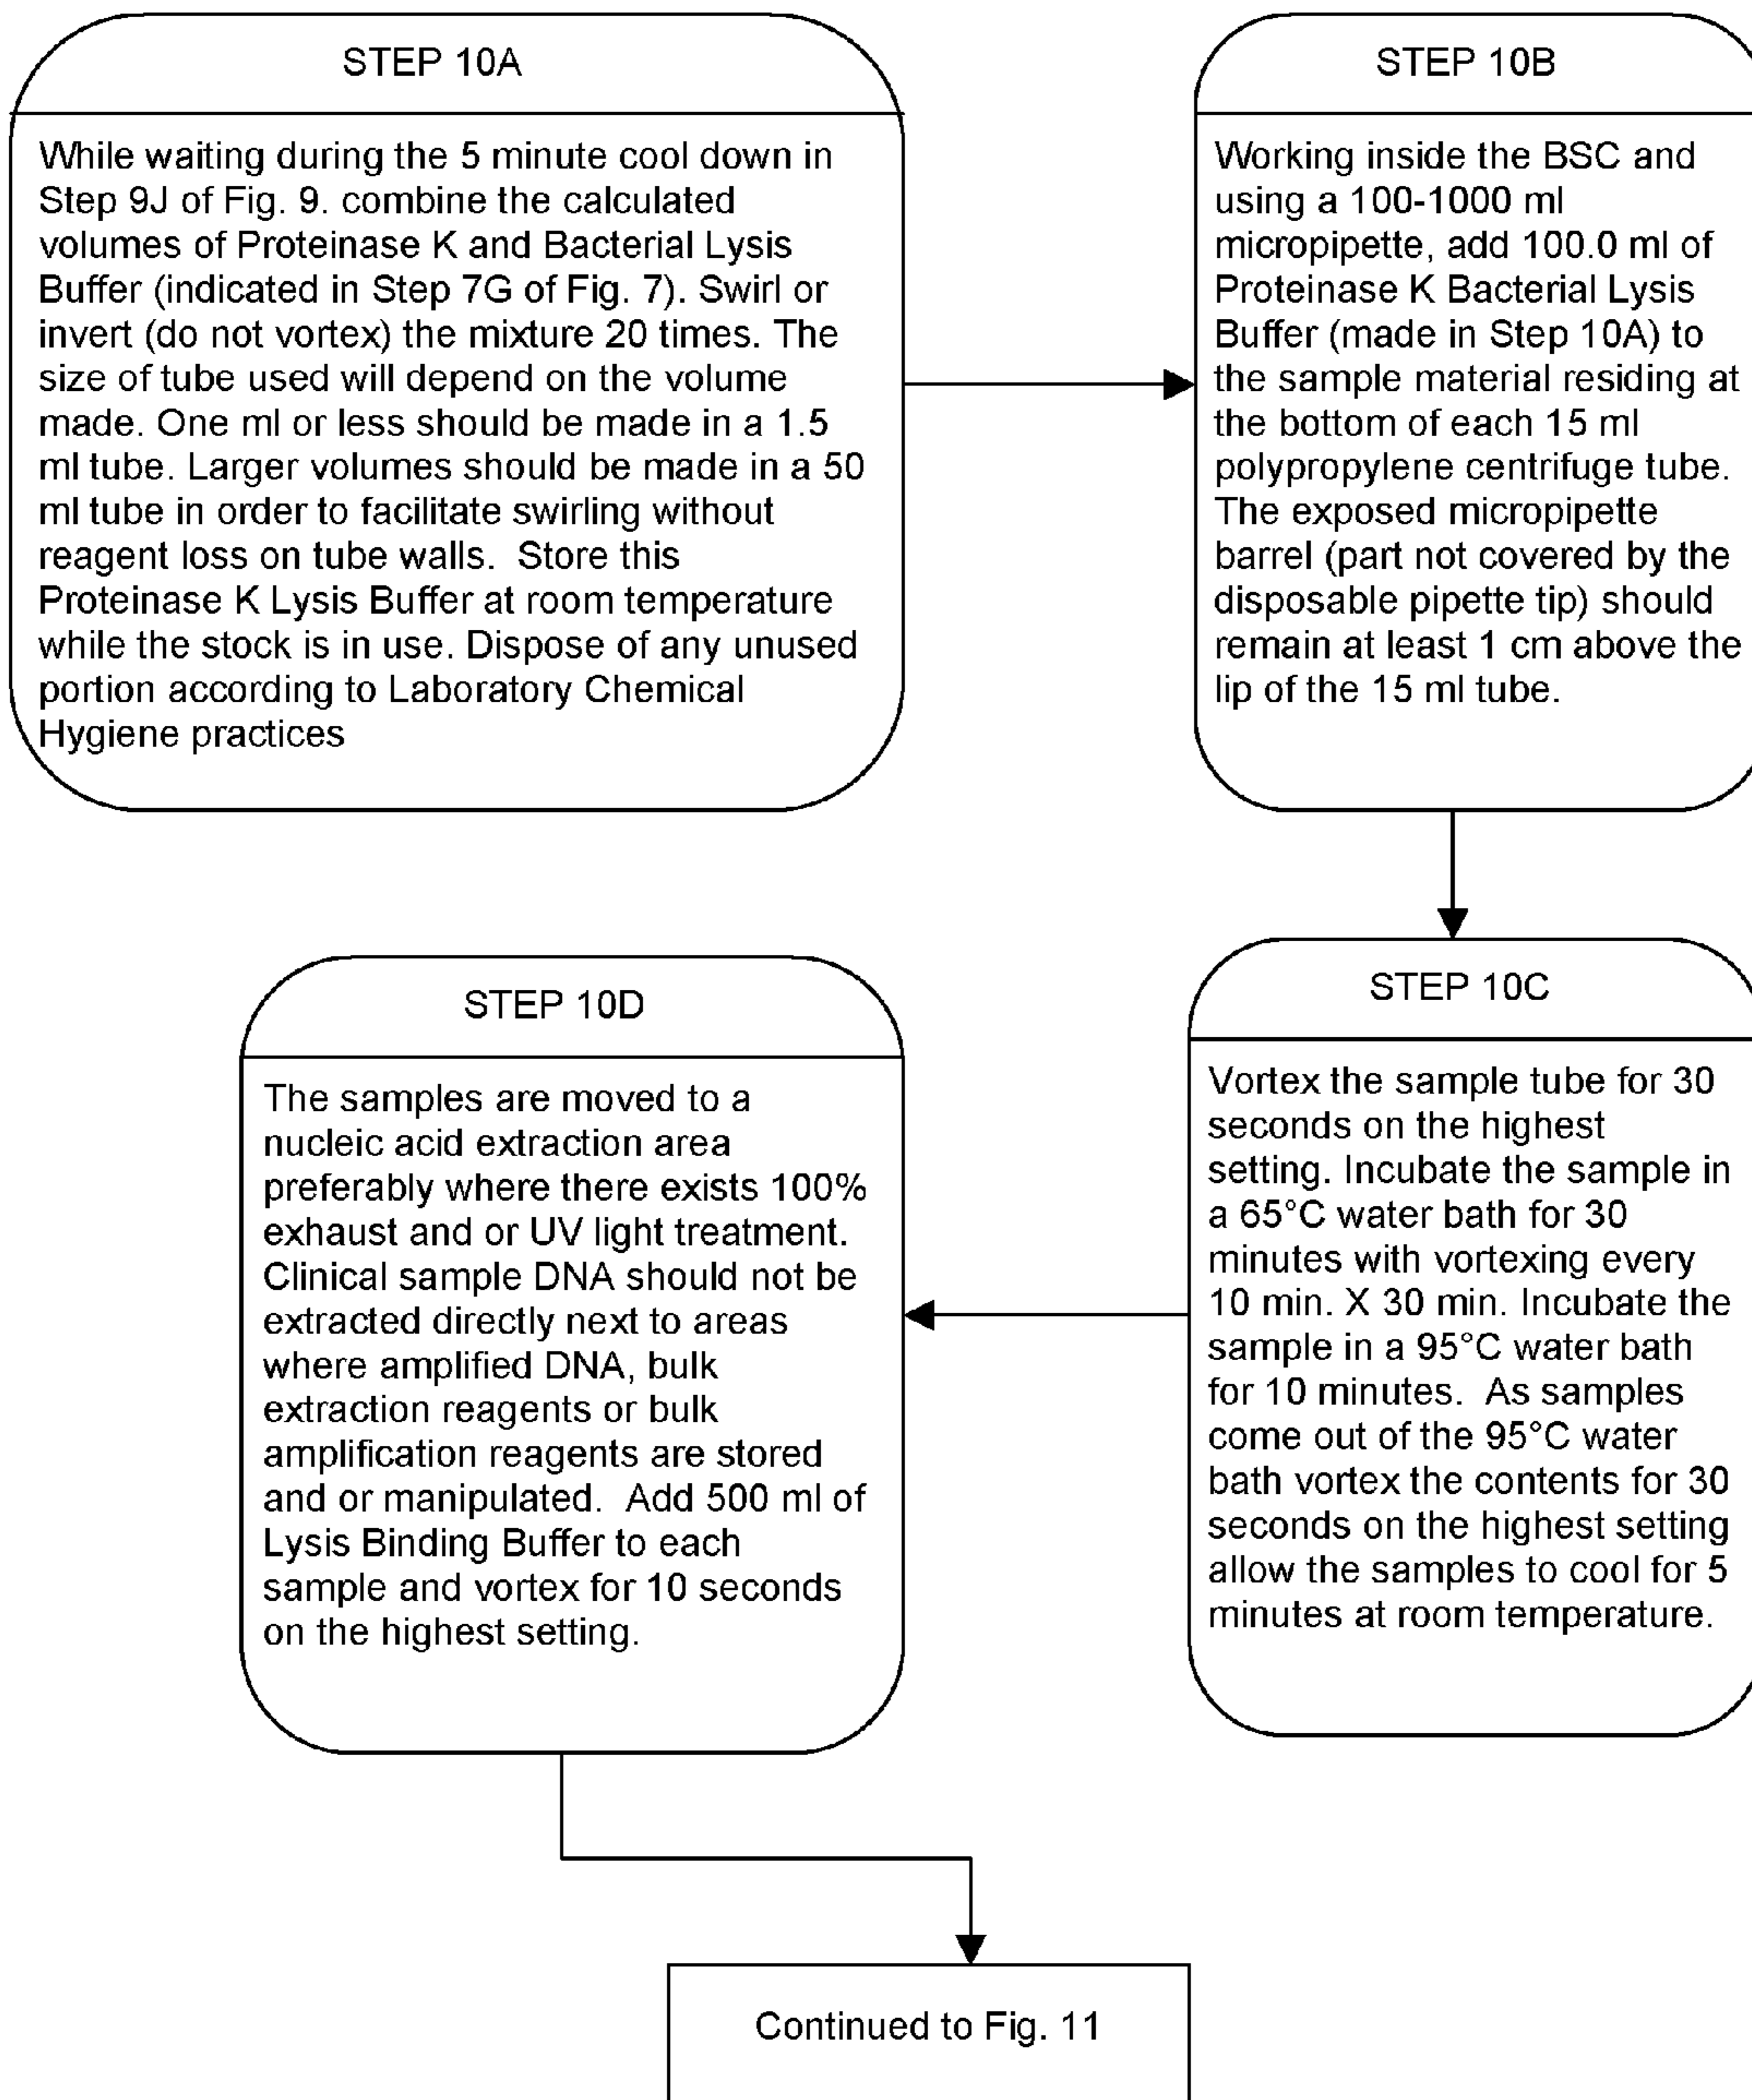 STEP 10A
While waiting during the 5 minute cool down in
Step 9J of Fig. 9. combine the calculated
volumes of Proteinase K and Bacterial Lysis
Buffer (indicated in Step 7G of Fig. 7). Swirl or
invert (do not vortex) the mixture 20 times. The
size of tube used will depend on the volume
made. One ml or less should be made in a 1.5
ml tube. Larger volumes should be made in a 50
ml tube in order to facilitate swirling without
reagent loss on tube walls.  Store this
Proteinase K Lysis Buffer at room temperature
while the stock is in use. Dispose of any unused
portion according to Laboratory Chemical
Hygiene practices
STEP 10B
Working inside the BSC and
using a 100-1000 ml
micropipette, add 100.0 ml of
Proteinase K Bacterial Lysis
Buffer (made in Step 10A) to
the sample material residing at
the bottom of each 15 ml
polypropylene centrifuge tube.
The exposed micropipette
barrel (part not covered by the
disposable pipette tip) should
remain at least 1 cm above the
lip of the 15 ml tube.
STEP 10C
Vortex the sample tube for 30
seconds on the highest
setting. Incubate the sample in
a 65°C water bath for 30
minutes with vortexing every
10 min. X 30 min. Incubate the
sample in a 95°C water bath
for 10 minutes.  As samples
come out of the 95°C water
bath vortex the contents for 30
seconds on the highest setting
allow the samples to cool for 5
minutes at room temperature.
STEP 10D
The samples are moved to a
nucleic acid extraction area
preferably where there exists 100%
exhaust and or UV light treatment.
Clinical sample DNA should not be
extracted directly next to areas
where amplified DNA, bulk
extraction reagents or bulk
amplification reagents are stored
and or manipulated.  Add 500 ml of
Lysis Binding Buffer to each
sample and vortex for 10 seconds
on the highest setting.
Continued to Fig. 11